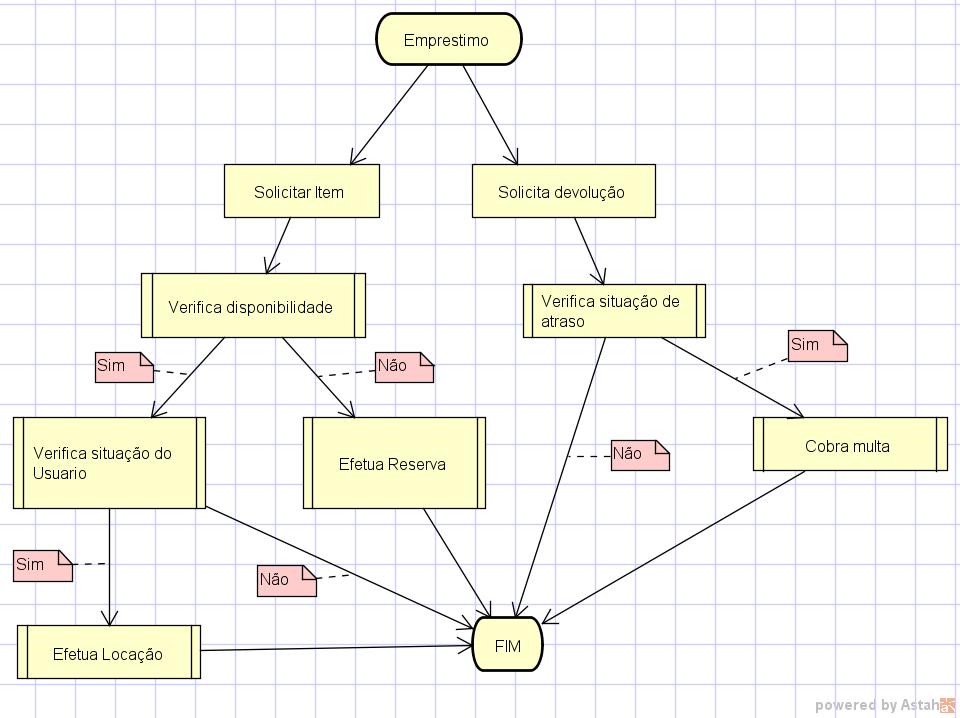 Emprestimo
Solicitar Item
Solicita devolução
Verifica disponibilidade
Verifica situação de
atraso
Sim
Não
Sim
Verifica situação do
Usuario
Efetua Reserva
Não
Cobra multa
Sim
Não
Efetua Locação
FIM
powered by Astah